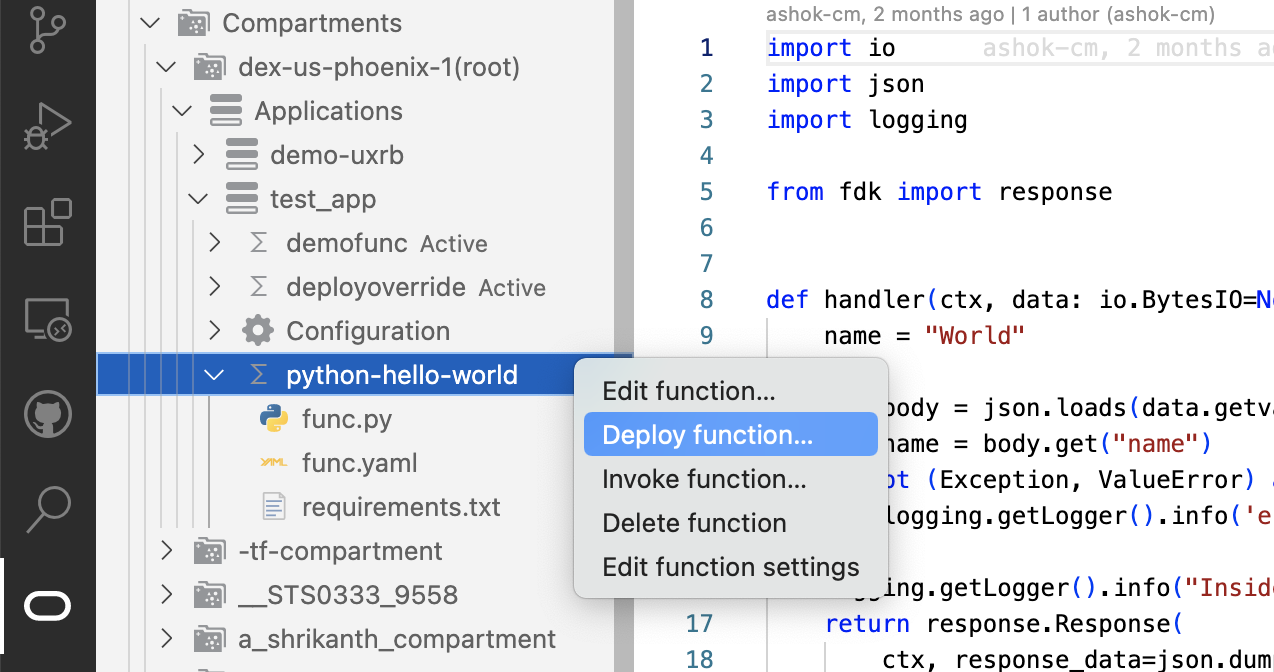 Compartments
dex-us-phoenix-1(root)
Applications
demo-uxrb
test_app
demofunc Active
deployoverride Active
Configuration
python-hello-world
func.py
YAML func.yaml
requirements.txt
-tf-compartment
__STS0333_9558
a_shrikanth_compartment
Edit function...
Deploy function...
Invoke function...
Delete function
Edit function settings
ashok-cm, 2 months ago | 1 author (ashok-cm)
1 import io ashok-cm, 2 months
2 import json
3 import logging
4
5 from fdk import response
6
7
8 def handler(ctx, data: io.BytesIO=
9 name = "World"
body = json.loads(data.
name = body.get("name")
(Exception, ValueError)
logging.getLogger().info('
.getLogger().info("
17 return response.Response(
18 ctx, response_data=json.